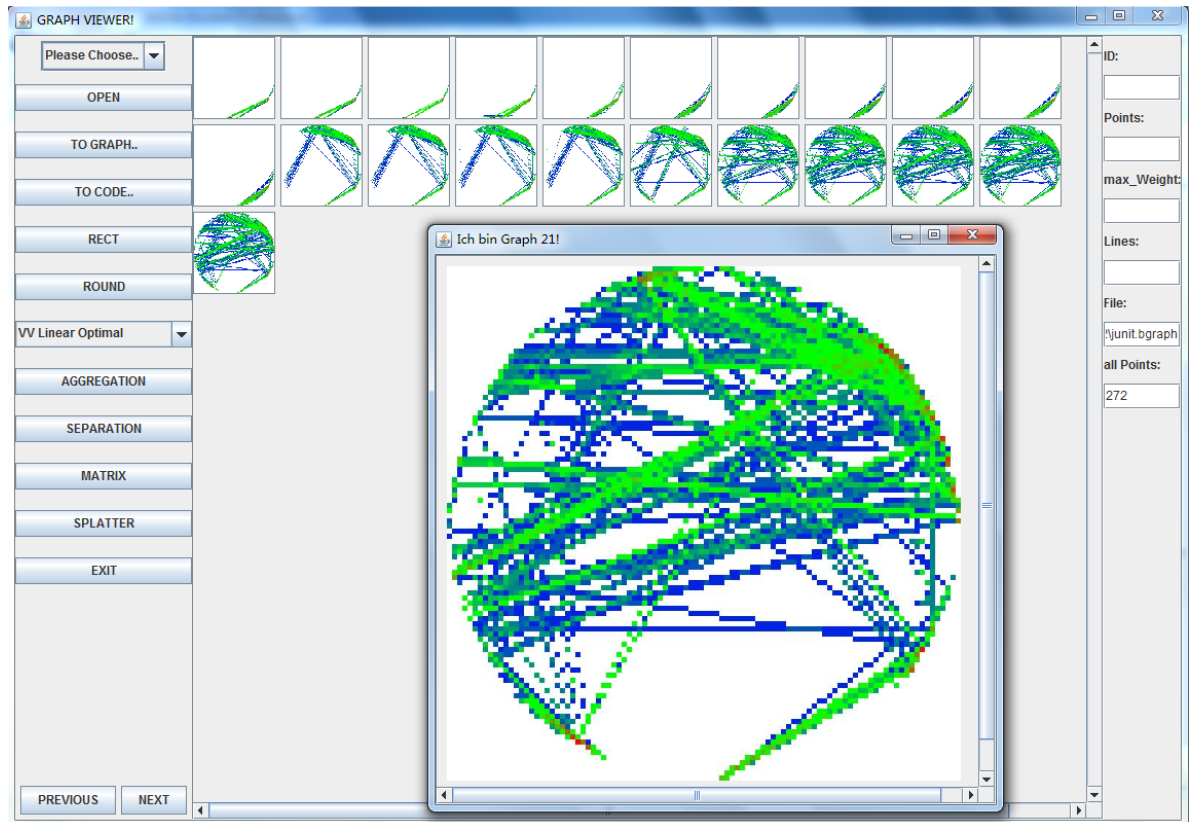 GRAPH VIEWER!
Please Choose..
OPEN
TO GRAPH..
TO CODE..
RECT
ROUND
VV Linear Optimal
AGGREGATION
SEPARATION
MATRIX
SPLATTER
EXIT
PREVIOUS NEXT
Ich bin Graph 21!
ID:
Points:
max_Weight:
Lines:
File:
\junit.bgraph
all Points:
272